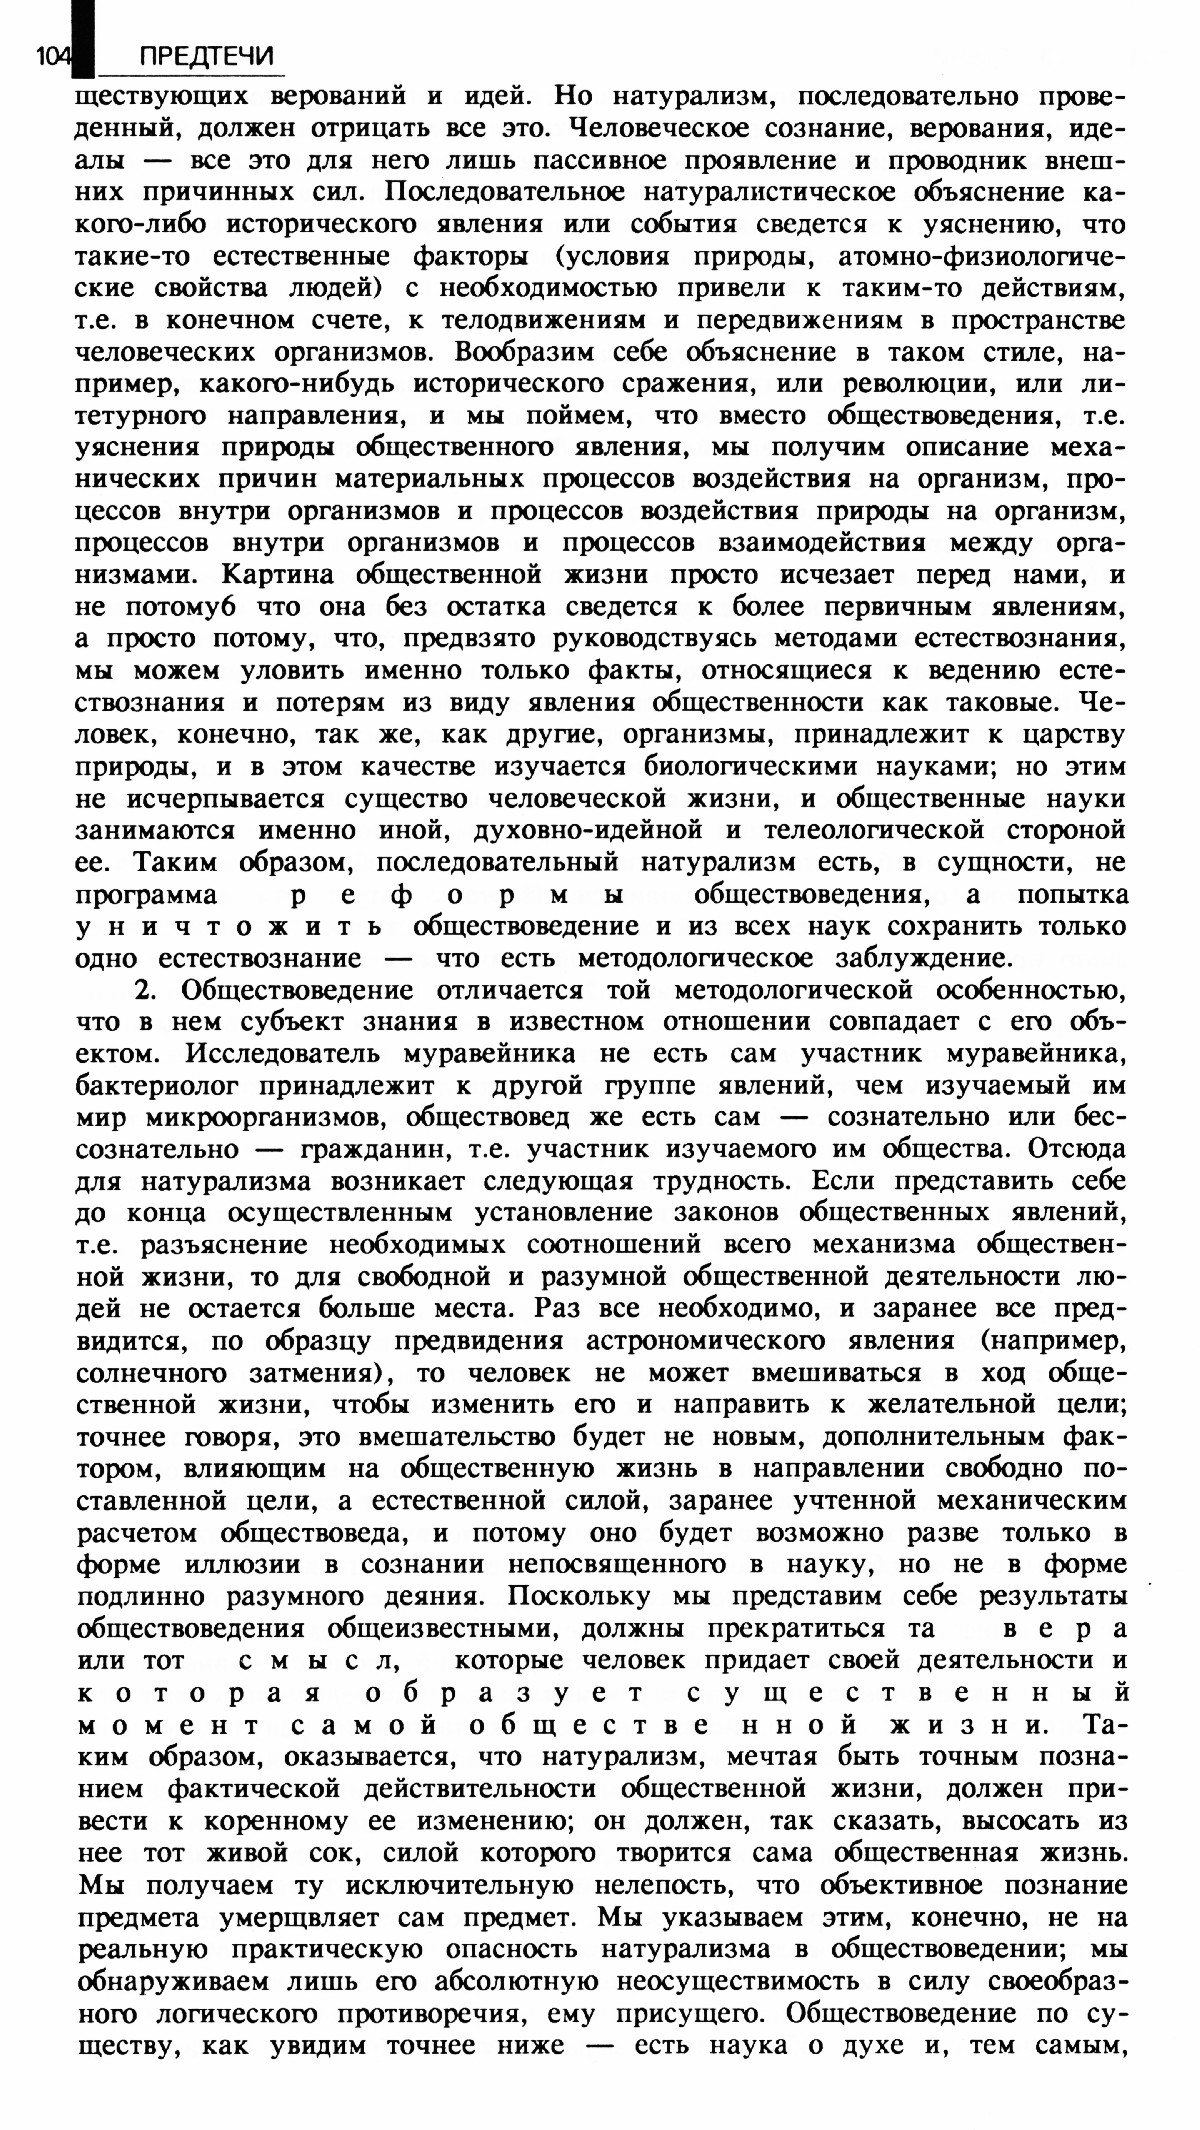 104 ПРЕДТЕЧИ
ществующих верований и идей. Но натурализм, последовательно прове-
денный, должен отрицать все это. Человеческое сознание, верования, иде-
алы — все это для него лишь пассивное проявление и проводник внеш-
них причинных сил. Последовательное натуралистическое объяснение ка-
кого-либо исторического явления или события сведется к уяснению, что
такие-то естественные факторы (условия природы, атомно-физиологиче-
ские свойства людей) с необходимостью привели к таким-то действиям,
т.е. в конечном счете, к телодвижениям и передвижениям в пространстве
человеческих организмов. Вообразим себе объяснение в таком стиле, на-
пример, какого-нибудь исторического сражения, или революции, или ли-
тетурного направления, и мы поймем, что вместо обществоведения, т.е.
уяснения природы общественного явления, мы получим описание меха-
нических причин материальных процессов воздействия на организм, про-
цессов внутри организмов и процессов воздействия природы на организм,
процессов внутри организмов и процессов взаимодействия между орга-
низмами. Картина общественной жизни просто исчезает перед нами, и
не потому6 что она без остатка сведется к более первичным явлениям,
а просто потому, что, предвзято руководствуясь методами естествознания,
мы можем уловить именно только факты, относящиеся к ведению есте-
ствознания и потерям из виду явления общественности как таковые. Че-
ловек, конечно, так же, как другие, организмы, принадлежит к царству
природы, и в этом качестве изучается биологическими науками; но этим
не исчерпывается существо человеческой жизни, и общественные науки
занимаются именно иной, духовно-идейной и телеологической стороной
ее. Таким образом, последовательный натурализм есть, в сущности, не
программа р е ф о р м ы обществоведения, а попытка
у н и ч т о ж и т ь обществоведение и из всех наук сохранить только
одно естествознание — что есть методологическое заблуждение.
2. Обществоведение отличается той методологической особенностью,
что в нем субъект знания в известном отношении совпадает с его объ-
ектом. Исследователь муравейника не есть сам участник муравейника,
бактериолог принадлежит к другой группе явлений, чем изучаемый им
мир микроорганизмов, обществовед же есть сам — сознательно или бес-
сознательно — гражданин, т.е. участник изучаемого им общества. Отсюда
для натурализма возникает следующая трудность. Если представить себе
до конца осуществленным установление законов общественных явлений,
т.е. разъяснение необходимых соотношений всего механизма обществен-
ной жизни, то для свободной и разумной общественной деятельности лю-
дей не остается больше места. Раз все необходимо, и заранее все пред-
видится, по образцу предвидения астрономического явления (например,
солнечного затмения), то человек не может вмешиваться в ход обще-
ственной жизни, чтобы изменить его и направить к желательной цели;
точнее говоря, это вмешательство будет не новым, дополнительным фак-
тором, влияющим на общественную жизнь в направлении свободно по-
ставленной цели, а естественной силой, заранее учтенной механическим
расчетом обществоведа, и потому оно будет возможно разве только в
форме иллюзии в сознании непосвященного в науку, но не в форме
подлинно разумного деяния. Поскольку мы представим себе результаты
обществоведения общеизвестными, должны прекратиться та в е р а
или тот с м ы с л, которые человек придает своей деятельности и
к о т о р а я о б р а з у е т с у щ е с т в е н н ы й
м о м е н т с а м о й о б щ е с т в е н н о й ж и з н и. Та-
ким образом, оказывается, что натурализм, мечтая быть точным позна-
нием фактической действительности общественной жизни, должен при-
вести к коренному ее изменению; он должен, так сказать, высосать из
нее тот живой сок, силой которого творится сама общественная жизнь.
Мы получаем ту исключительную нелепость, что объективное познание
предмета умерщвляет сам предмет. Мы указываем этим, конечно, не на
реальную практическую опасность натурализма в обществоведении; мы
обнаруживаем лишь его абсолютную неосуществимость в силу своеобраз-
ного логического противоречия, ему присущего. Обществоведение по су-
ществу, как увидим точнее ниже — есть наука о духе и, тем самым,